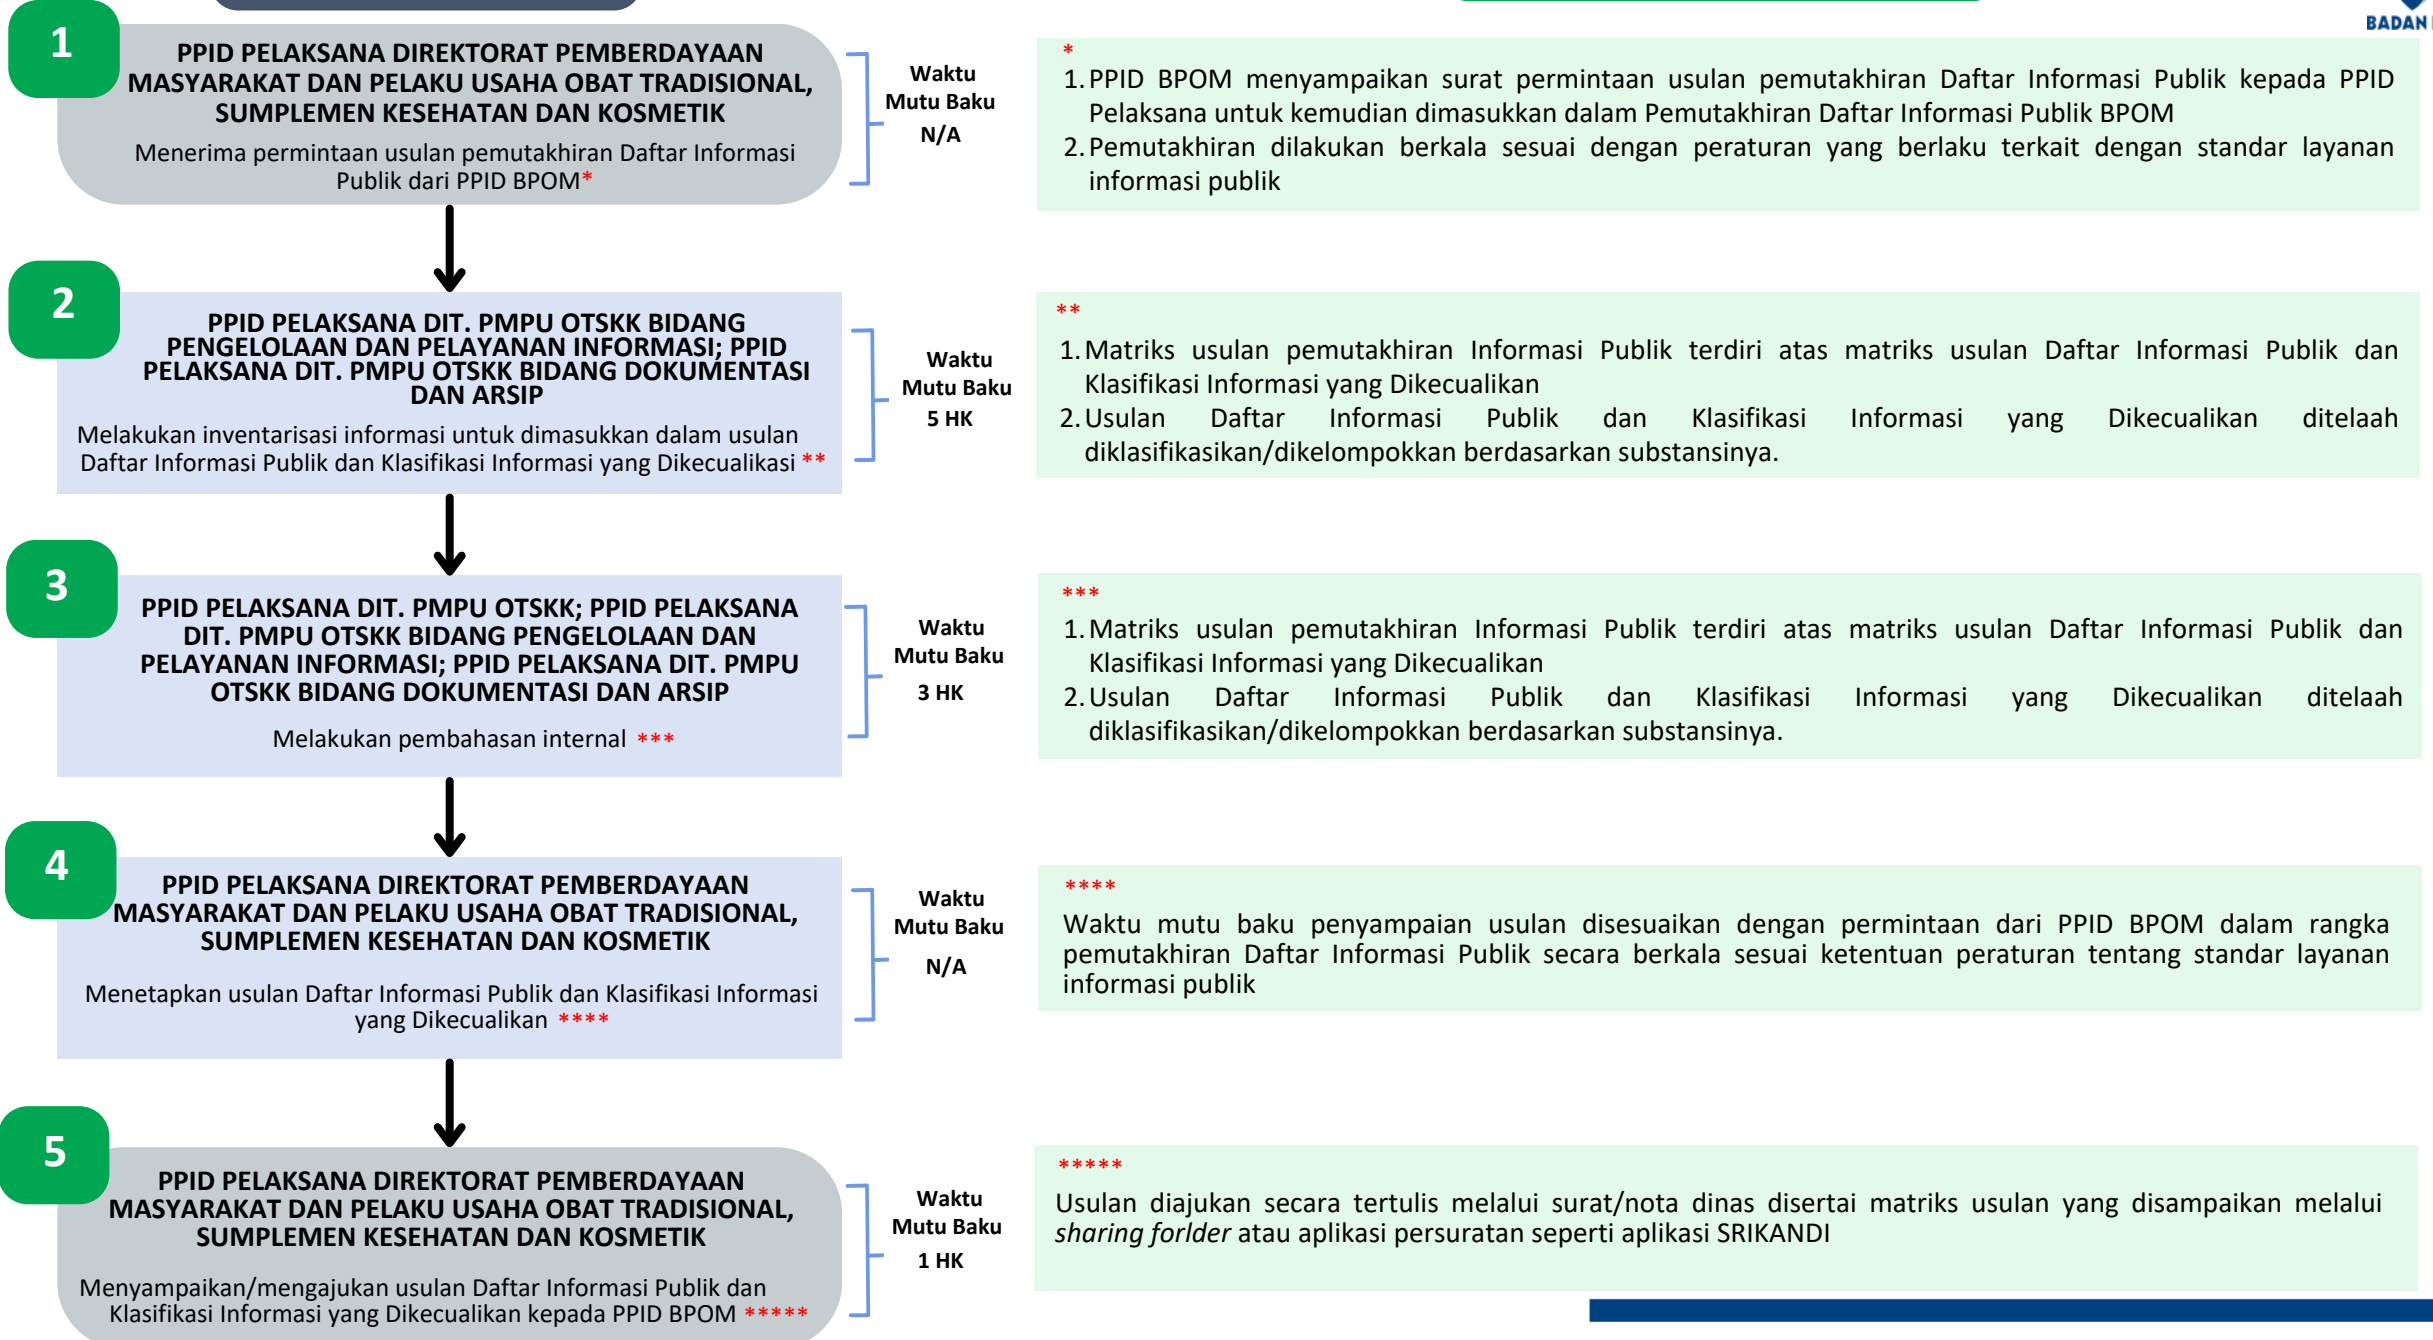 BADAN
1
PPID PELAKSANA DIREKTORAT PEMBERDAYAAN
MASYARAKAT DAN PELAKU USAHA OBAT TRADISIONAL,
SUMPLEMEN KESEHATAN DAN KOSMETIK
Menerima permintaan usulan pemutakhiran Daftar Informasi
Publik dari PPID BPOM*
Waktu
Mutu Baku
N/A
*
1. PPID BPOM menyampaikan surat permintaan usulan pemutakhiran Daftar Informasi Publik kepada PPID
Pelaksana untuk kemudian dimasukkan dalam Pemutakhiran Daftar Informasi Publik BPOM
2. Pemutakhiran dilakukan berkala sesuai dengan peraturan yang berlaku terkait dengan standar layanan
informasi publik
2
PPID PELAKSANA DIT. PMPU OTSKK BIDANG
PENGELOLAAN DAN PELAYANAN INFORMASI; PPID
PELAKSANA DIT. PMPU OTSKK BIDANG DOKUMENTASI
DAN ARSIP
Melakukan inventarisasi informasi untuk dimasukkan dalam usulan
Daftar Informasi Publik dan Klasifikasi Informasi yang Dikecualikasi **
Waktu
Mutu Baku
5 HK
**
1. Matriks usulan pemutakhiran Informasi Publik terdiri atas matriks usulan Daftar Informasi Publik dan
Klasifikasi Informasi yang Dikecualikan
2. Usulan Daftar Informasi Publik dan Klasifikasi Informasi yang Dikecualikan ditelaah
diklasifikasikan/dikelompokkan berdasarkan substansinya.
3
PPID PELAKSANA DIT. PMPU OTSKK; PPID PELAKSANA
DIT. PMPU OTSKK BIDANG PENGELOLAAN DAN
PELAYANAN INFORMASI; PPID PELAKSANA DIT. PMPU
OTSKK BIDANG DOKUMENTASI DAN ARSIP
Melakukan pembahasan internal ***
Waktu
Mutu Baku
3 HK
***
1. Matriks usulan pemutakhiran Informasi Publik terdiri atas matriks usulan Daftar Informasi Publik dan
Klasifikasi Informasi yang Dikecualikan
2. Usulan Daftar Informasi Publik dan Klasifikasi Informasi yang Dikecualikan ditelaah
diklasifikasikan/dikelompokkan berdasarkan substansinya.
4
PPID PELAKSANA DIREKTORAT PEMBERDAYAAN
MASYARAKAT DAN PELAKU USAHA OBAT TRADISIONAL,
SUMPLEMEN KESEHATAN DAN KOSMETIK
Menetapkan usulan Daftar Informasi Publik dan Klasifikasi Informasi
yang Dikecualikan ****
Waktu
Mutu Baku
N/A
****
Waktu mutu baku penyampaian usulan disesuaikan dengan permintaan dari PPID BPOM dalam rangka
pemutakhiran Daftar Informasi Publik secara berkala sesuai ketentuan peraturan tentang standar layanan
informasi publik
5
PPID PELAKSANA DIREKTORAT PEMBERDAYAAN
MASYARAKAT DAN PELAKU USAHA OBAT TRADISIONAL,
SUMPLEMEN KESEHATAN DAN KOSMETIK
Menyampaikan/mengajukan usulan Daftar Informasi Publik dan
Klasifikasi Informasi yang Dikecualikan kepada PPID BPOM *****
Waktu
Mutu Baku
1 HK
*****
Usulan diajukan secara tertulis melalui surat/nota dinas disertai matriks usulan yang disampaikan melalui
sharing forlder atau aplikasi persuratan seperti aplikasi SRIKANDI